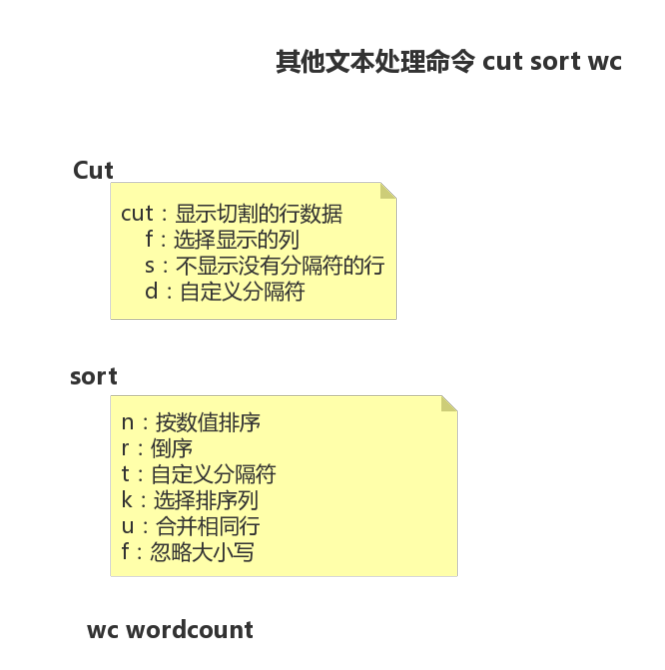 其他文本处理命令 cut sort wc
Cut
cut：显示切割的行数据
f：选择显示的列
s：不显示没有分隔符的行
d：自定义分隔符
sort
n：按数值排序
r：倒序
t：自定义分隔符
k：选择排序列
u：合并相同行
f：忽略大小写
wc wordcount